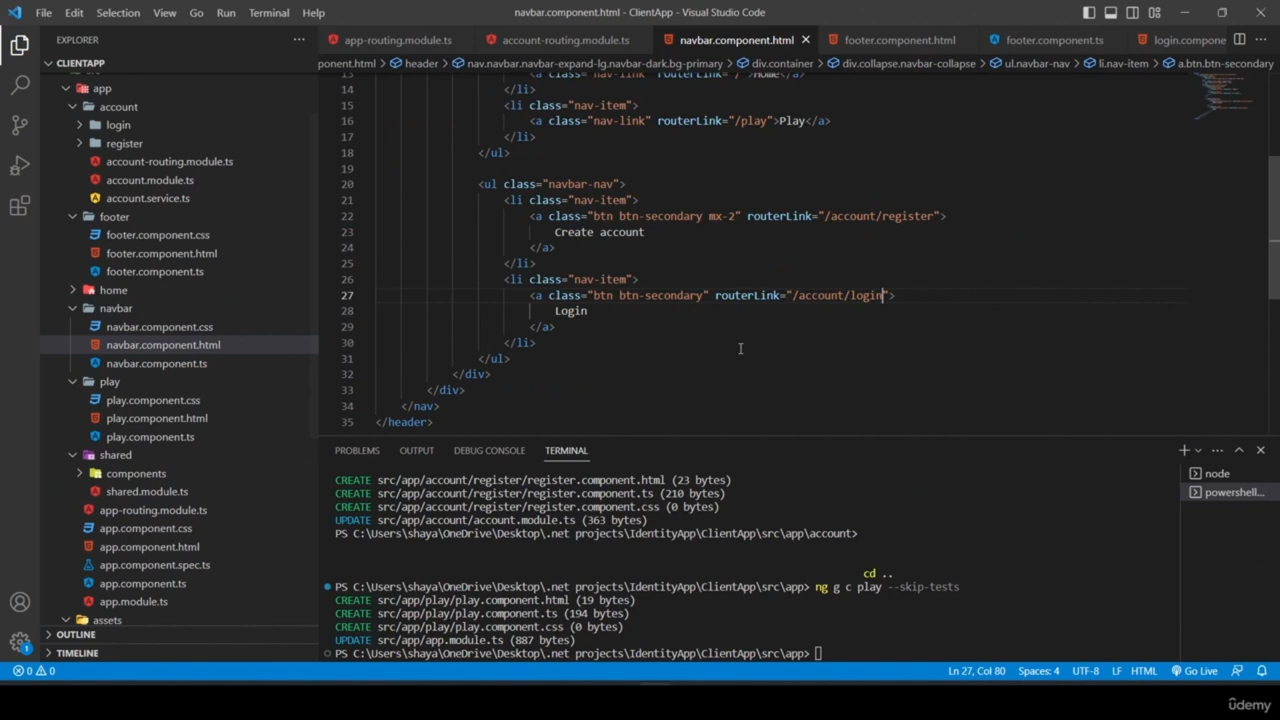 File Edit Selection View Go Run Terminal Help
navbar.component.html - ClientApp - Visual Studio Code
EXPLORER
CLIENTAPP
app
account
login
register
account-routing.module.ts
account.module.ts
account.service.ts
footer
footer.component.css
footer.component.html
footer.component.ts
home
navbar
navbar.component.css
navbar.component.html
navbar.component.ts
play
play.component.css
play.component.html
play.component.ts
shared
components
shared.module.ts
app-routing.module.ts
app.component.css
app.component.html
app.component.spec.ts
app.component.ts
app.module.ts
assets
OUTLINE
TIMELINE
app-routing.module.ts account-routing.module.ts navbar.component.html footer.component.html footer.component.ts login.compone
ponent.html > header > nav.navbar.navbar-expand-lg.navbar-dark.bg-primary > div.container > div.collapse.navbar-collapse > ul.navbar-nav > li.nav-item > a.btn.btn-secondary
13 <a class="nav-link" routerLink="/">Home</a>
14 </li>
15 <li class="nav-item">
16 <a class="nav-link" routerLink="/play">Play</a>
17 </li>
18 </ul>
19
20 <ul class="navbar-nav">
21 <li class="nav-item">
22 <a class="btn btn-secondary mx-2" routerLink="/account/register">
23 Create account
24 </a>
25 </li>
26 <li class="nav-item">
27 <a class="btn btn-secondary" routerLink="/account/login">
28 Login
29 </a>
30 </li>
31 </ul>
32 </div>
33 </div>
34 </nav>
35 </header>
PROBLEMS OUTPUT DEBUG CONSOLE TERMINAL
node
powershell...
CREATE src/app/account/register/register.component.html (23 bytes)
CREATE src/app/account/register/register.component.ts (210 bytes)
CREATE src/app/account/register/register.component.css (0 bytes)
UPDATE src/app/account/account.module.ts (363 bytes)
PS C:\Users\shaya\OneDrive\Desktop\.net projects\IdentityApp\ClientApp\src\app\account>
cd ..
PS C:\Users\shaya\OneDrive\Desktop\.net projects\IdentityApp\ClientApp\src\app> ng g c play --skip-tests
CREATE src/app/play/play.component.html (19 bytes)
CREATE src/app/play/play.component.ts (194 bytes)
CREATE src/app/play/play.component.css (0 bytes)
UPDATE src/app/app.module.ts (887 bytes)
PS C:\Users\shaya\OneDrive\Desktop\.net projects\IdentityApp\ClientApp\src\app>
0 0 Ln 27, Col 80 Spaces: 4 UTF-8 LF HTML Go Live
1
ûdemy